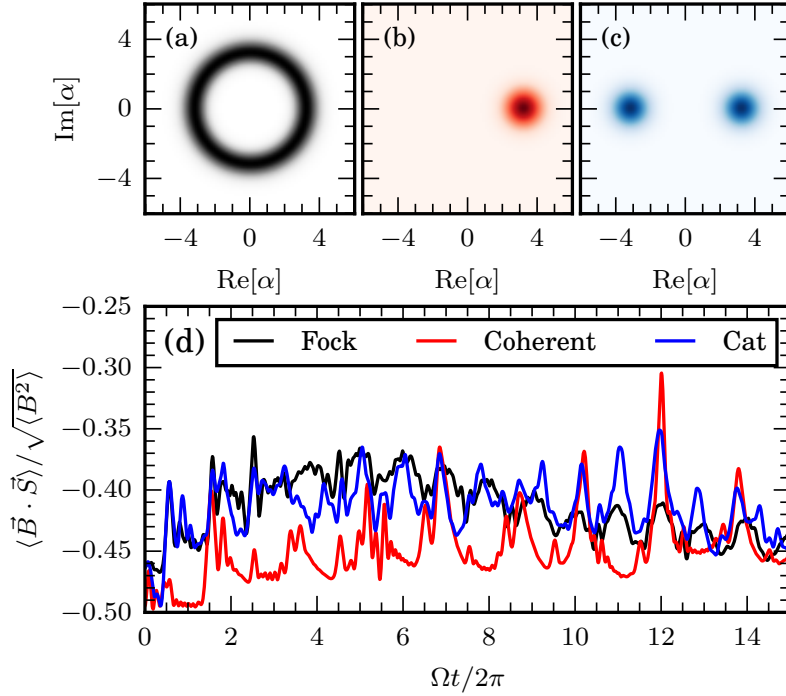 (a) (b) (c)
Im[α]
4
0
−4
−4 0 4 −4 0 4 −4 0 4
Re[α] Re[α] Re[α]
(d) Fock Coherent Cat
⟨B⃗ · S⃗⟩/√⟨B²⟩
−0.25
−0.30
−0.35
−0.40
−0.45
−0.50
0 2 4 6 8 10 12 14
Ωt/2π